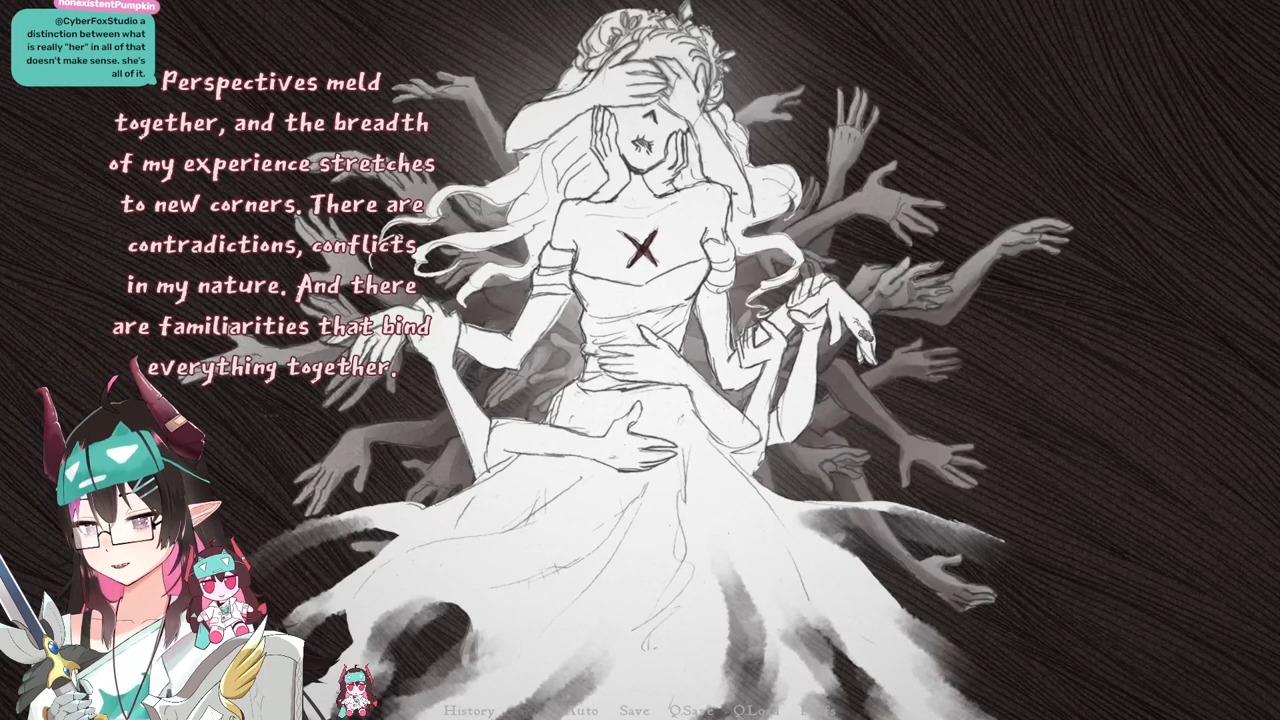 nonexistentPumpkin
@CyberFoxStudio a
distinction between what
is really "her" in all of that
doesn't make sense. she's
all of it.
Perspectives meld
together, and the breadth
of my experience stretches
to new corners. There are
contradictions, conflicts
in my nature. And there
are familiarities that bind
everything together.
History Auto Save Q.Save Q.Load